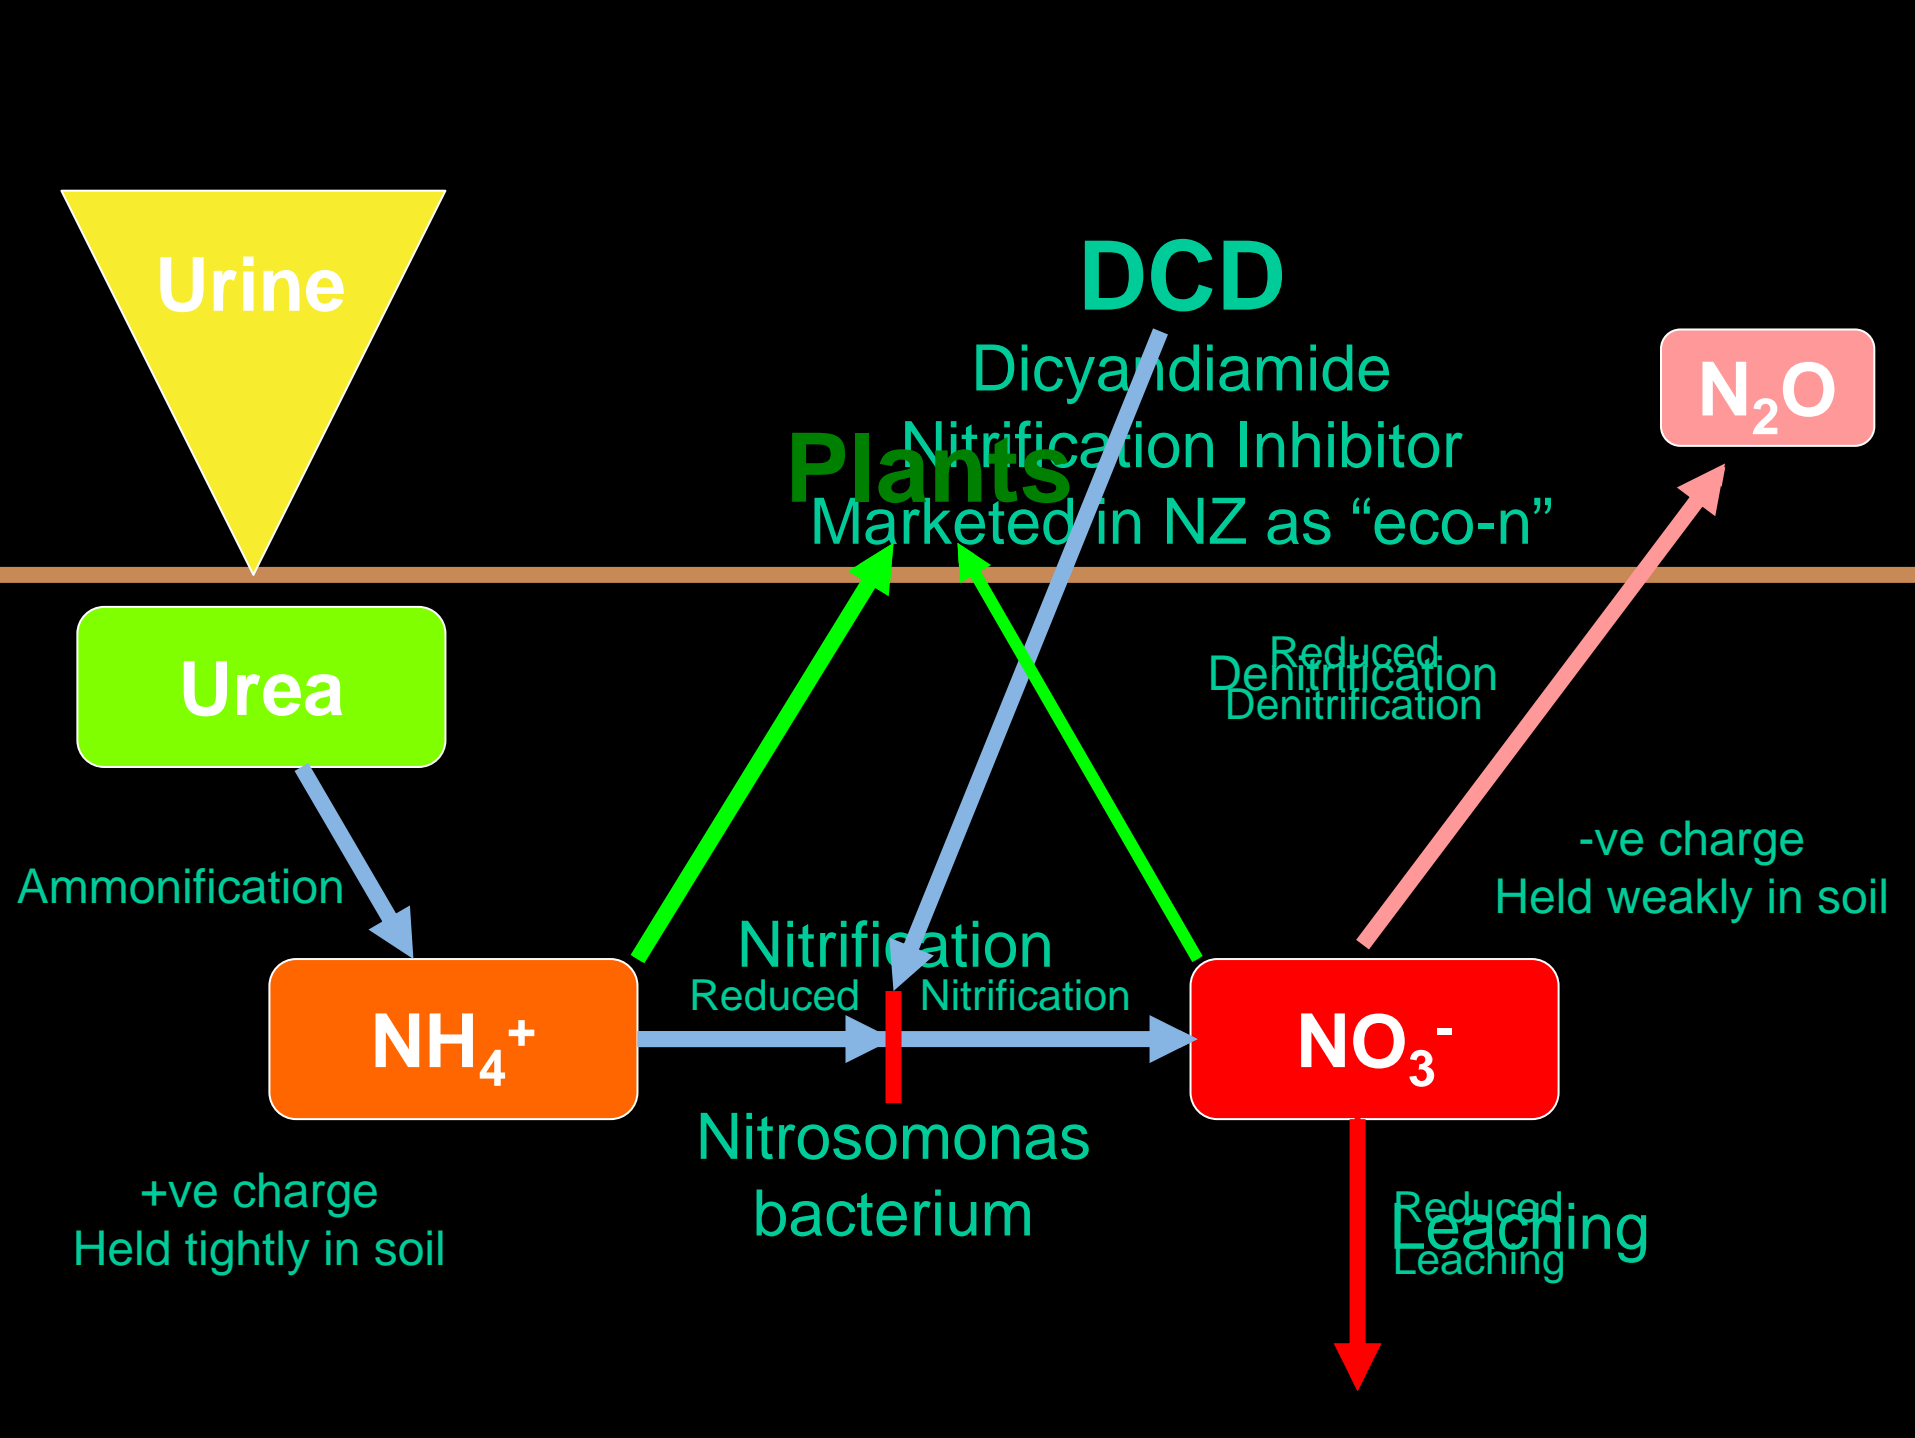 Urine
DCD
Dicyandiamide
Nitrification Inhibitor
Marketed in NZ as “eco-n”
Plants
N₂O
Urea
Reduced
Denitrification
Denitrification
-ve charge
Held weakly in soil
Ammonification
Nitrification
Reduced Nitrification
NH₄⁺
NO₃⁻
Nitrosomonas
bacterium
+ve charge
Held tightly in soil
Reduced
Leaching
Leaching